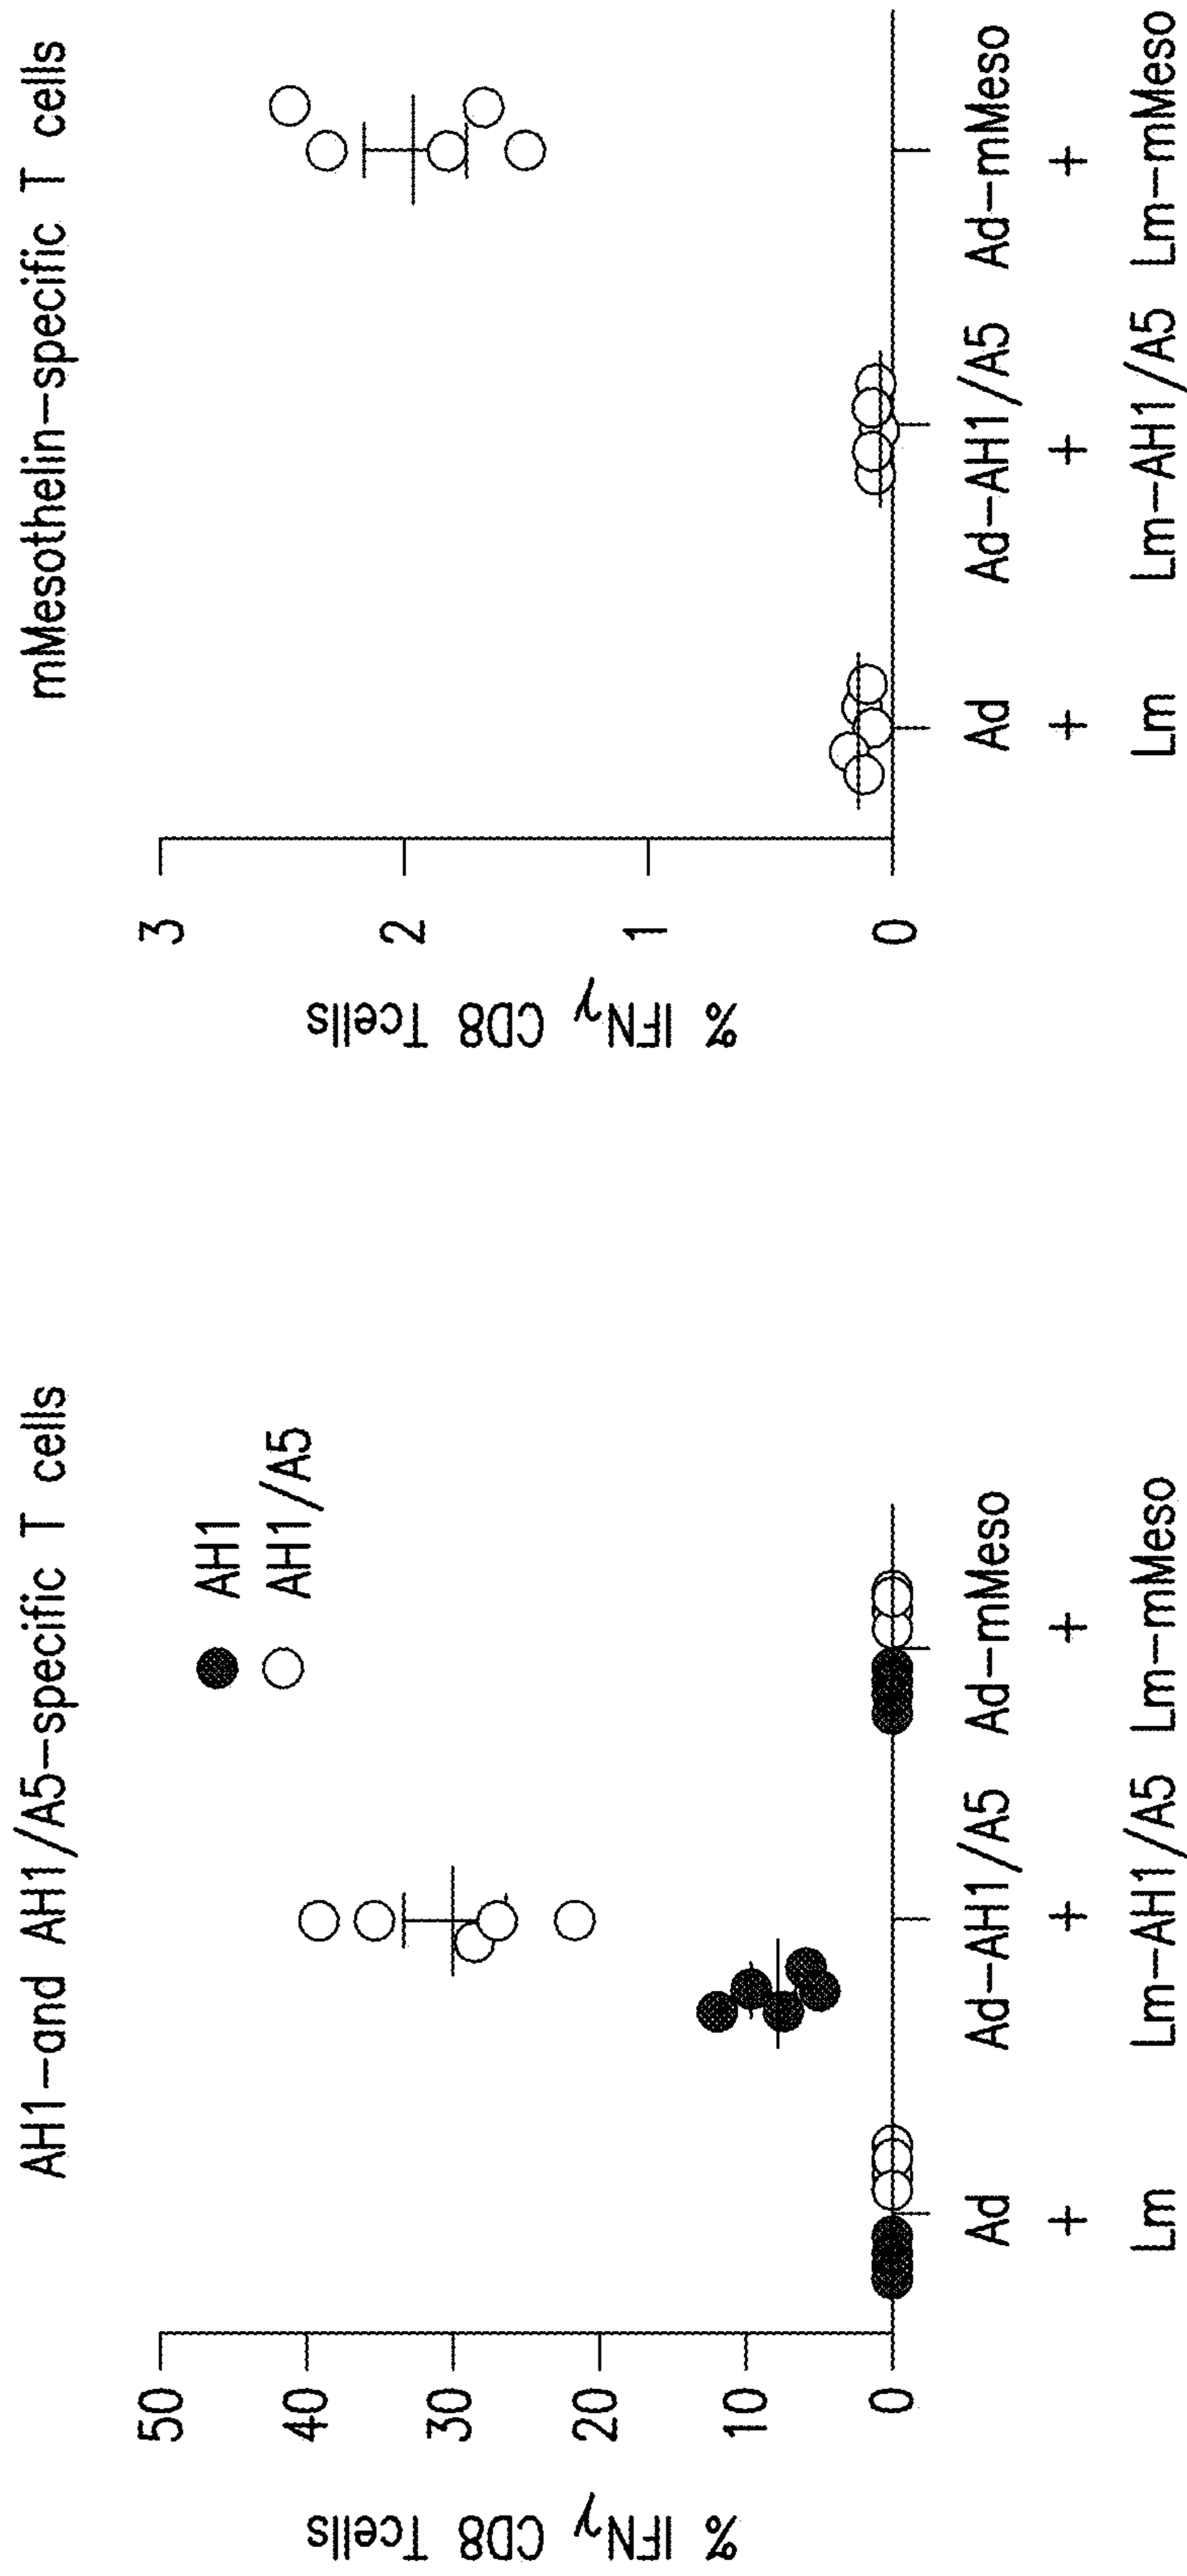 AH1-and AH1/A5-specific T cells
% IFNγ CD8 Tcells
50
40
30
20
10
0
AH1
AH1/A5
Ad Ad-AH1/A5 Ad-mMeso
+ + +
Lm Lm-AH1/A5 Lm-mMeso
mMesothelin-specific T cells
% IFNγ CD8 Tcells
3
2
1
0
Ad Ad-AH1/A5 Ad-mMeso
+ + +
Lm Lm-AH1/A5 Lm-mMeso